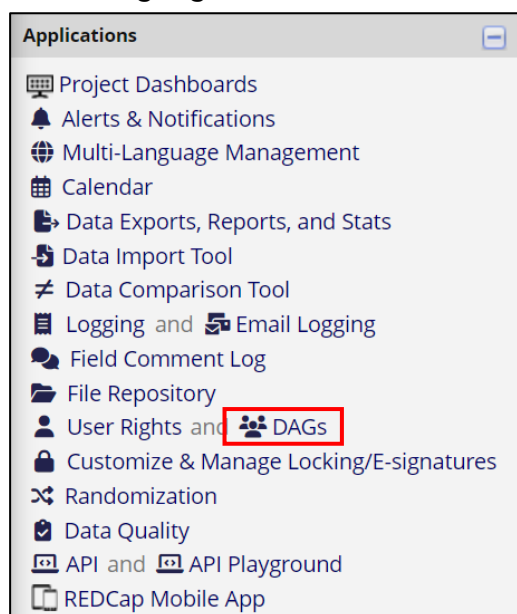 Applications
Project Dashboards
Alerts & Notifications
Multi-Language Management
Calendar
Data Exports, Reports, and Stats
Data Import Tool
Data Comparison Tool
Logging and Email Logging
Field Comment Log
File Repository
User Rights and DAGs
Customize & Manage Locking/E-signatures
Randomization
Data Quality
API and API Playground
REDCap Mobile App